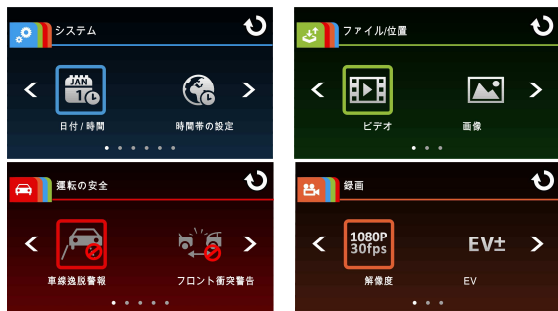 システム
JAN
1
日付/時間
時間帯の設定
ファイル/位置
ビデオ
画像
運転の安全
車線逸脱警報
フロント衝突警告
録画
1080P
30fps
解像度
EV±
EV